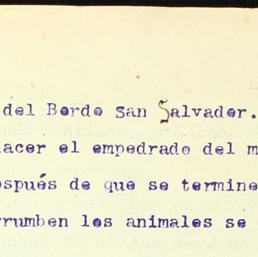 del Bordo San Salvador.
acer el empedrado del m
spués de que se termine
rrumben los animales se